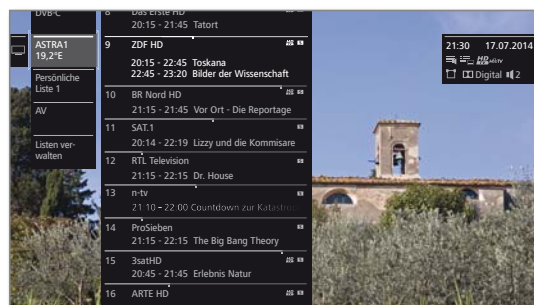 DVB-C
ASTRA1
19,2°E
Persönliche
Liste 1
AV
Listen ver-
walten
8 Das Erste HD
20:15 - 21:45 Tatort
9 ZDF HD
20:15 - 22:45 Toskana
22:45 - 23:20 Bilder der Wissenschaft
10 BR Nord HD
21:15 - 21:45 Vor Ort - Die Reportage
11 SAT.1
20:14 - 22:19 Lizzy und die Kommisare
12 RTL Television
21:15 - 22:15 Dr. House
13 n-tv
21:10 - 22:00 Countdown zur Katastrop
14 ProSieben
21:15 - 22:15 The Big Bang Theory
15 3satHD
20:45 - 21:45 Erlebnis Natur
16 ARTE HD
21:30 17.07.2014
Digital 2